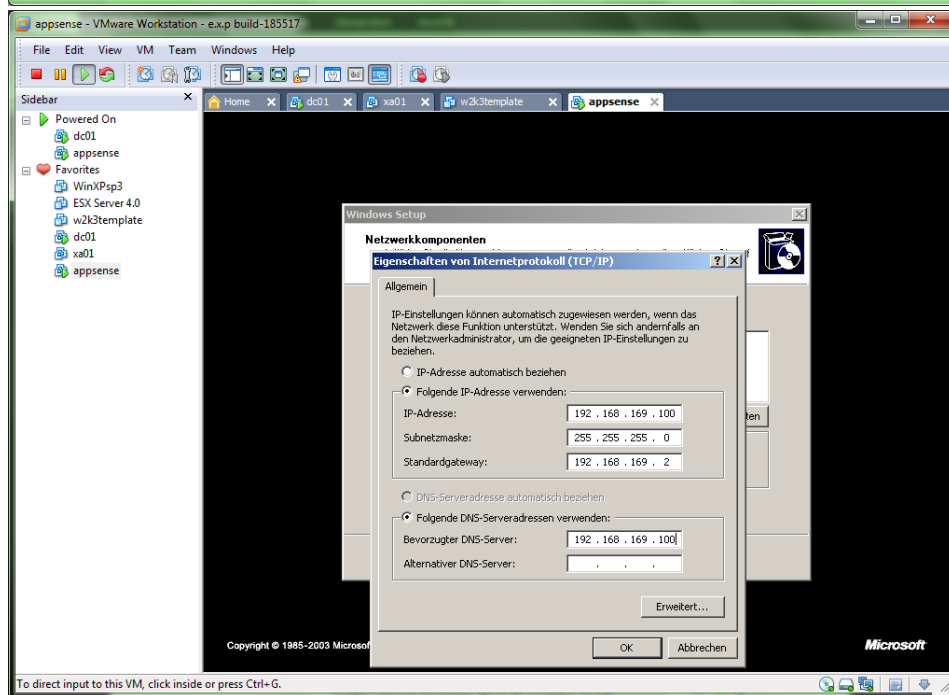 appsense - VMware Workstation - e.x.p build-185517
File Edit View VM Team Windows Help
Sidebar
Home dc01 xa01 w2k3template appsense
Powered On
dc01
appsense
Favorites
WinXPsp3
ESX Server 4.0
w2k3template
dc01
xa01
appsense
Windows Setup
Netzwerkkomponenten
Eigenschaften von Internetprotokoll (TCP/IP)
Allgemein
IP-Einstellungen können automatisch zugewiesen werden, wenn das
Netzwerk diese Funktion unterstützt. Wenden Sie sich andernfalls an
den Netzwerkadministrator, um die geeigneten IP-Einstellungen zu
beziehen.
IP-Adresse automatisch beziehen
Folgende IP-Adresse verwenden:
IP-Adresse: 192 . 168 . 169 . 100
Subnetzmaske: 255 . 255 . 255 . 0
Standardgateway: 192 . 168 . 169 . 2
DNS-Serveradresse automatisch beziehen
Folgende DNS-Serveradressen verwenden:
Bevorzugter DNS-Server: 192 . 168 . 169 . 100
Alternativer DNS-Server: . . .
Erweitert...
OK Abbrechen
ten
Copyright © 1985-2003 Microsof
Microsoft
To direct input to this VM, click inside or press Ctrl+G.